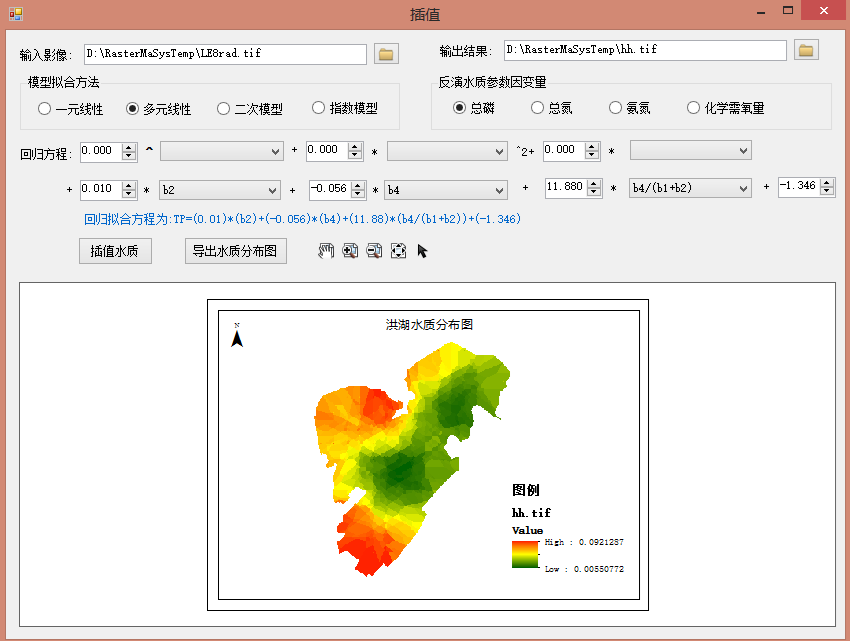 插值
输入影像: D:\RasterMaSysTemp\LE8rad.tif 输出结果: D:\RasterMaSysTemp\hh.tif
模型拟合方法 反演水质参数因变量
一元线性 多元线性 二次模型 指数模型 总磷 总氮 氨氮 化学需氧量
回归方程: 0.000 ^ + 0.000 * ^2+ 0.000 *
+ 0.010 * b2 + -0.056 * b4 + 11.880 * b4/(b1+b2) + -1.346
回归拟合方程为:TP=(0.01)*(b2)+(-0.056)*(b4)+(11.88)*(b4/(b1+b2))+(-1.346)
插值水质 导出水质分布图
洪湖水质分布图
N
图例
hh.tif
Value
High : 0.0921287
Low : 0.00550772